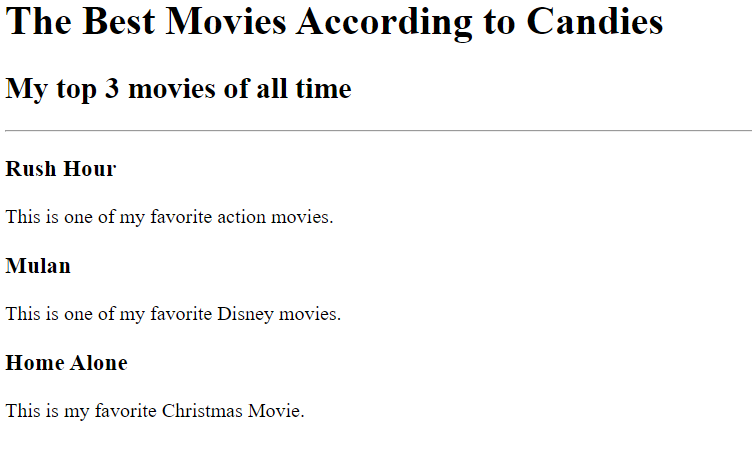 The Best Movies According to Candies
My top 3 movies of all time
Rush Hour
This is one of my favorite action movies.
Mulan
This is one of my favorite Disney movies.
Home Alone
This is my favorite Christmas Movie.